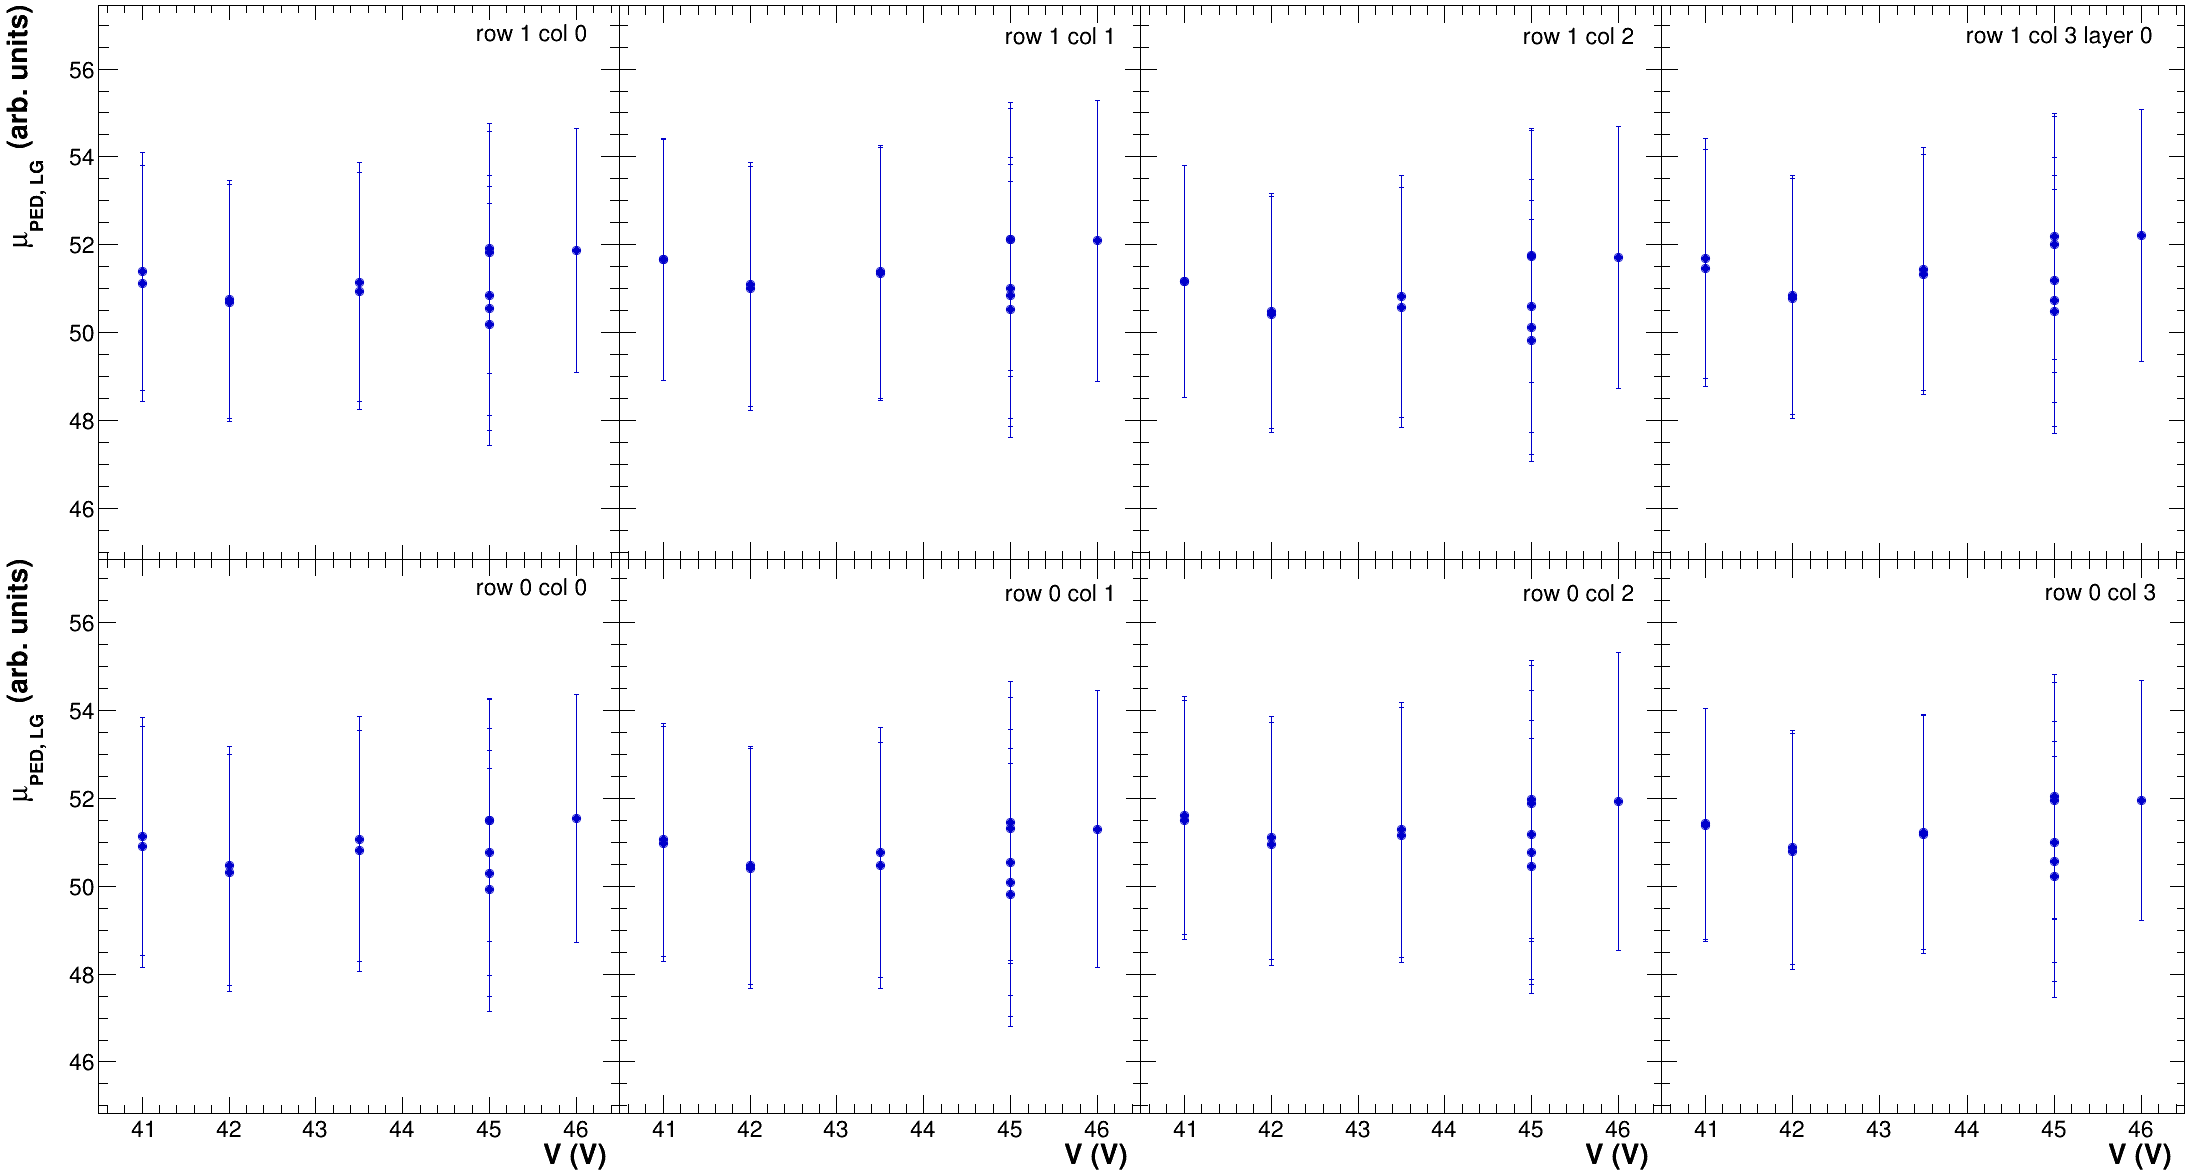 μPED, LG (arb. units)
row 1 col 0
row 1 col 1
row 1 col 2
row 1 col 3 layer 0
56
54
52
50
48
46
μPED, LG (arb. units)
row 0 col 0
row 0 col 1
row 0 col 2
row 0 col 3
56
54
52
50
48
46
41 42 43 44 45 46 41 42 43 44 45 46 41 42 43 44 45 46 41 42 43 44 45 46
V (V) V (V) V (V) V (V)